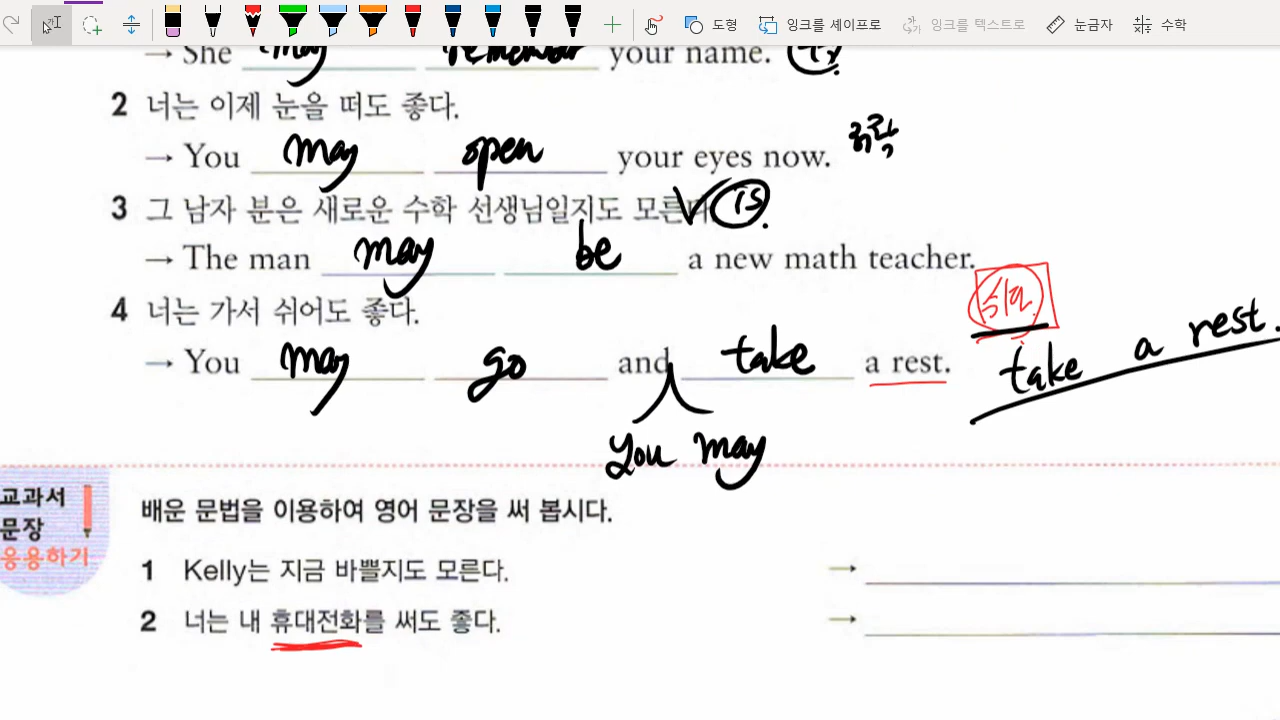 도형 잉크를 셰이프로 잉크를 텍스트로 눈금자 수학
→ She may remember your name.
2 너는 이제 눈을 떠도 좋다.
→ You may open your eyes now. 허락
3 그 남자 분은 새로운 수학 선생님일지도 모른다 is.
→ The man may be a new math teacher.
4 너는 가서 쉬어도 좋다.
→ You may go and take a rest. take a rest.
you may
교과서
문장
응용하기
배운 문법을 이용하여 영어 문장을 써 봅시다.
1 Kelly는 지금 바쁠지도 모른다. →
2 너는 내 휴대전화를 써도 좋다. →